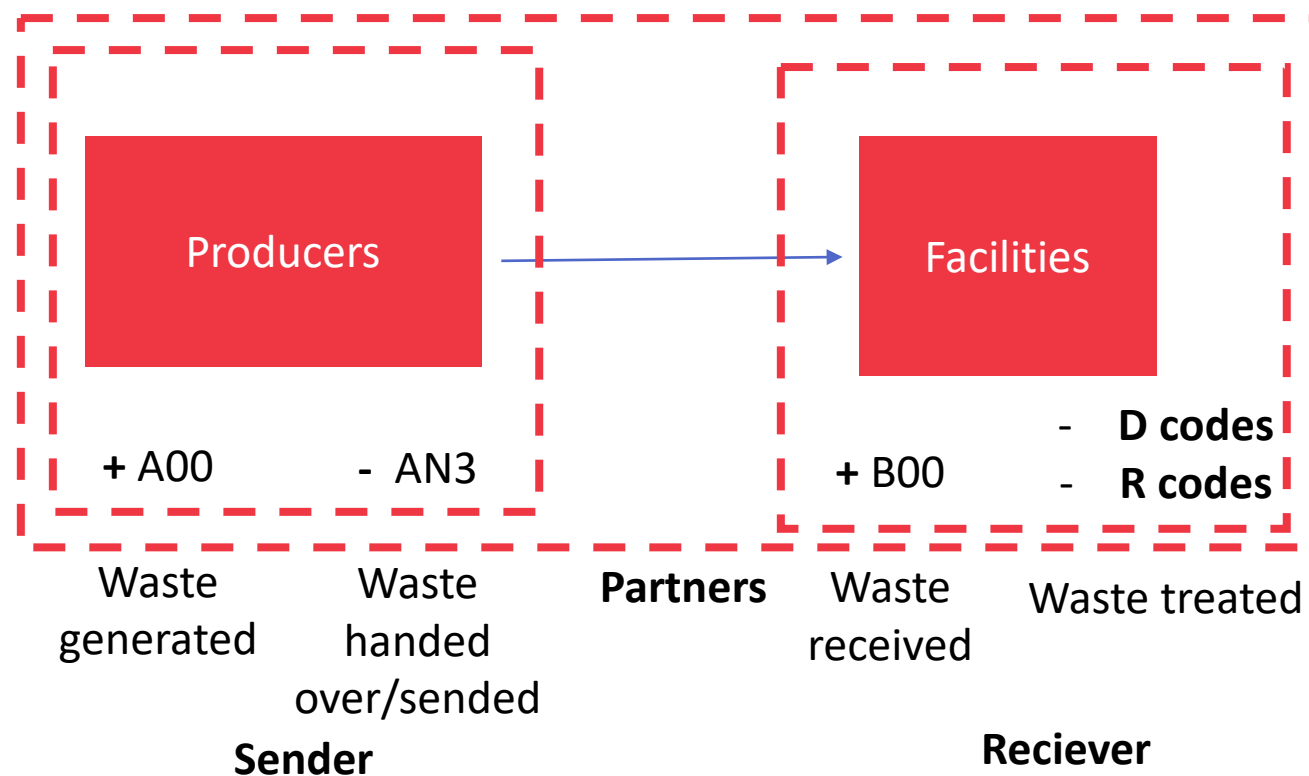 Producers
Facilities
+ A00
- AN3
+ B00
- D codes
- R codes
Waste
generated
Waste
handed
over/sended
Partners
Waste
received
Waste treated
Sender
Reciever